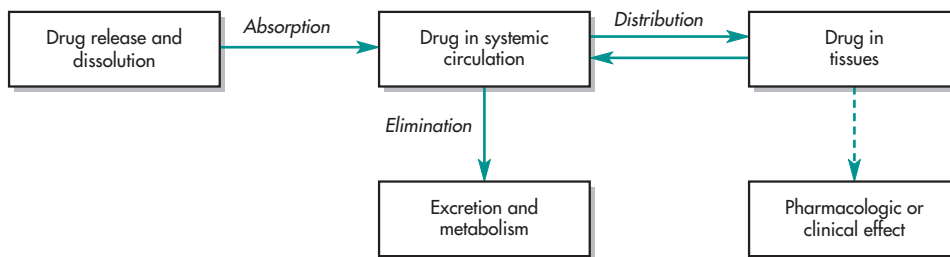 Drug release and
dissolution
Absorption
Drug in systemic
circulation
Distribution
Drug in
tissues
Elimination
Excretion and
metabolism
Pharmacologic or
clinical effect